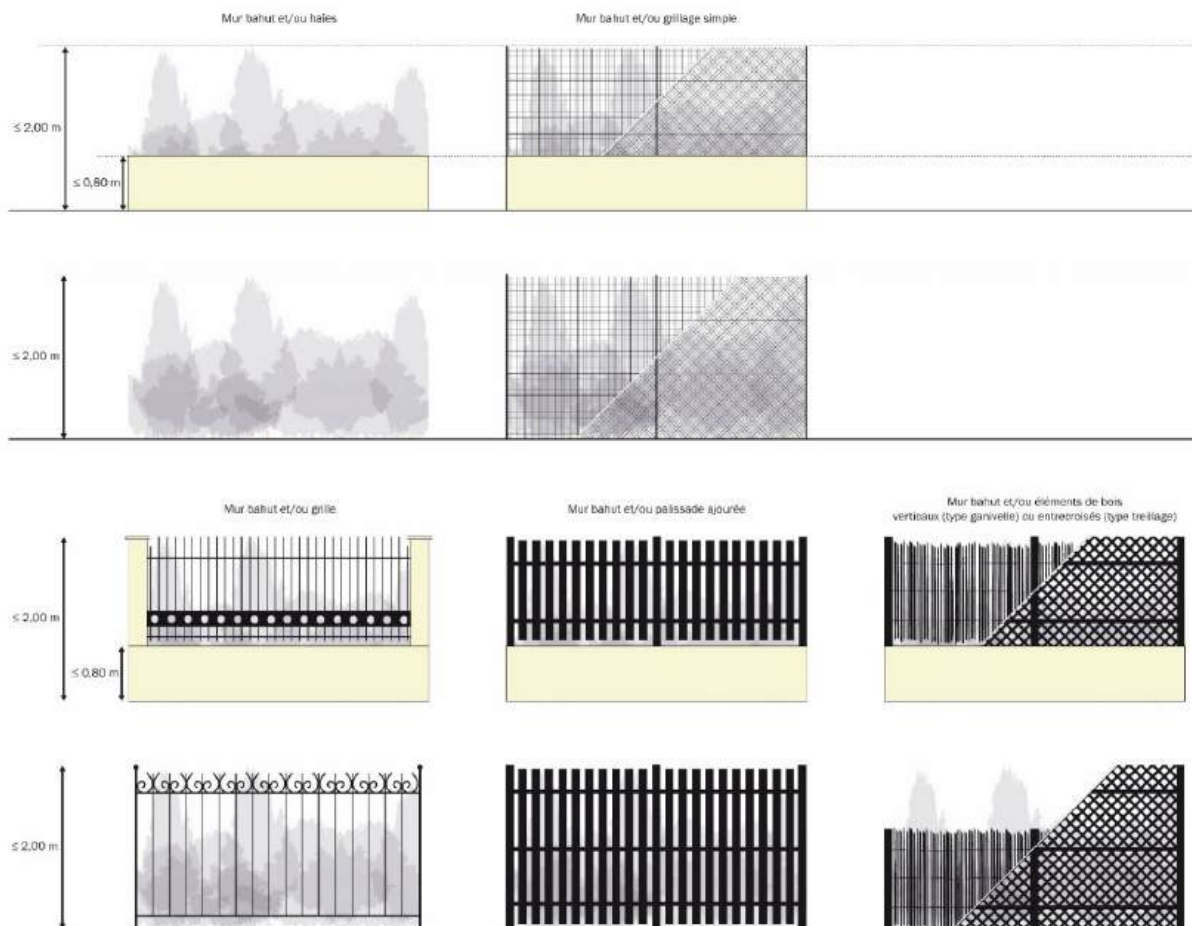 Mur bahut et/ou haies
Mur bahut et/ou grillage simple
≤ 2,00 m
≤ 0,80 m
≤ 2,00 m
Mur bahut et/ou grille
Mur bahut et/ou palissade ajourée
Mur bahut et/ou éléments de bois
verticaux (type ganivelle) ou entrecroisés (type treillage)
≤ 2,00 m
≤ 0,80 m
≤ 2,00 m